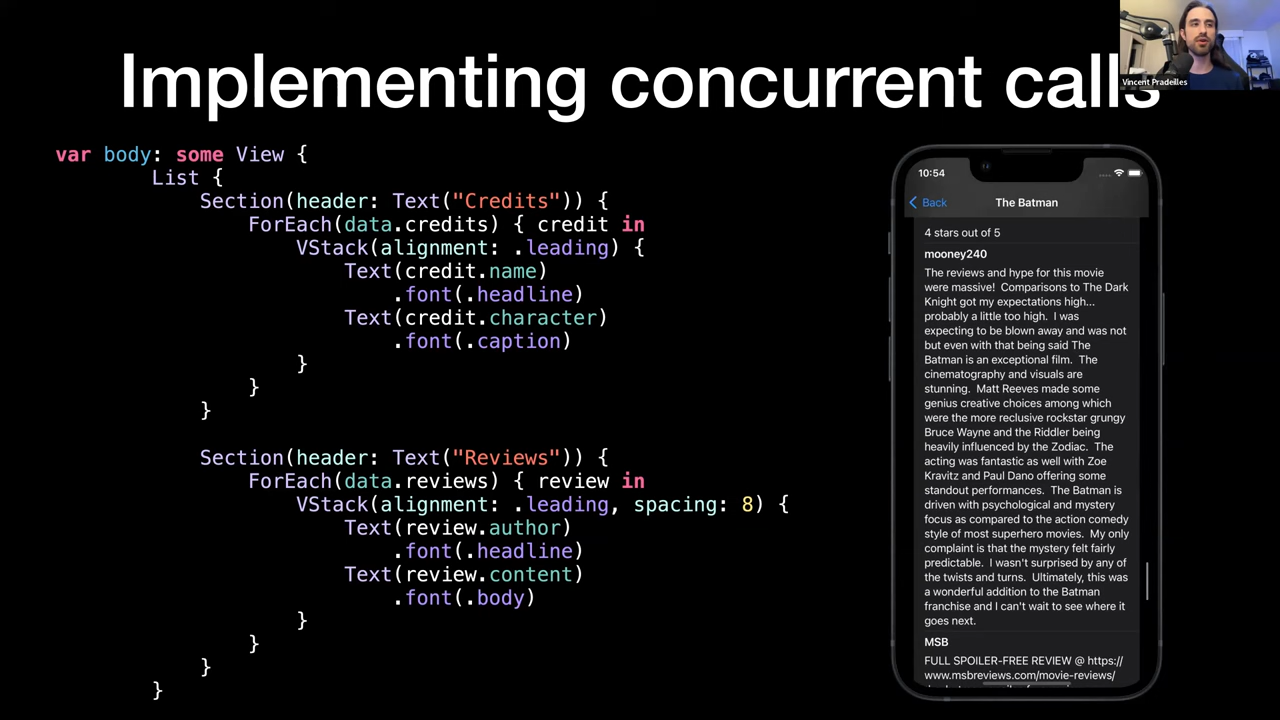 Implementing concurrent calls
Vincent Pradeilles
var body: some View {
List {
Section(header: Text("Credits")) {
ForEach(data.credits) { credit in
VStack(alignment: .leading) {
Text(credit.name)
.font(.headline)
Text(credit.character)
.font(.caption)
}
}
}
Section(header: Text("Reviews")) {
ForEach(data.reviews) { review in
VStack(alignment: .leading, spacing: 8) {
Text(review.author)
.font(.headline)
Text(review.content)
.font(.body)
}
}
}
}
10:54
Back
The Batman
4 stars out of 5
mooney240
The reviews and hype for this movie
were massive! Comparisons to The Dark
Knight got my expectations high...
probably a little too high. I was
expecting to be blown away and was not
but even with that being said The
Batman is an exceptional film. The
cinematography and visuals are
stunning. Matt Reeves made some
genius creative choices among which
were the more reclusive rockstar grungy
Bruce Wayne and the Riddler being
heavily influenced by the Zodiac. The
acting was fantastic as well with Zoe
Kravitz and Paul Dano offering some
standout performances. The Batman is
driven with psychological and mystery
focus as compared to the action comedy
style of most superhero movies. My only
complaint is that the mystery felt fairly
predictable. I wasn't surprised by any of
the twists and turns. Ultimately, this was
a wonderful addition to the Batman
franchise and I can't wait to see where it
goes next.
MSB
FULL SPOILER-FREE REVIEW @ https://
www.msbreviews.com/movie-reviews/